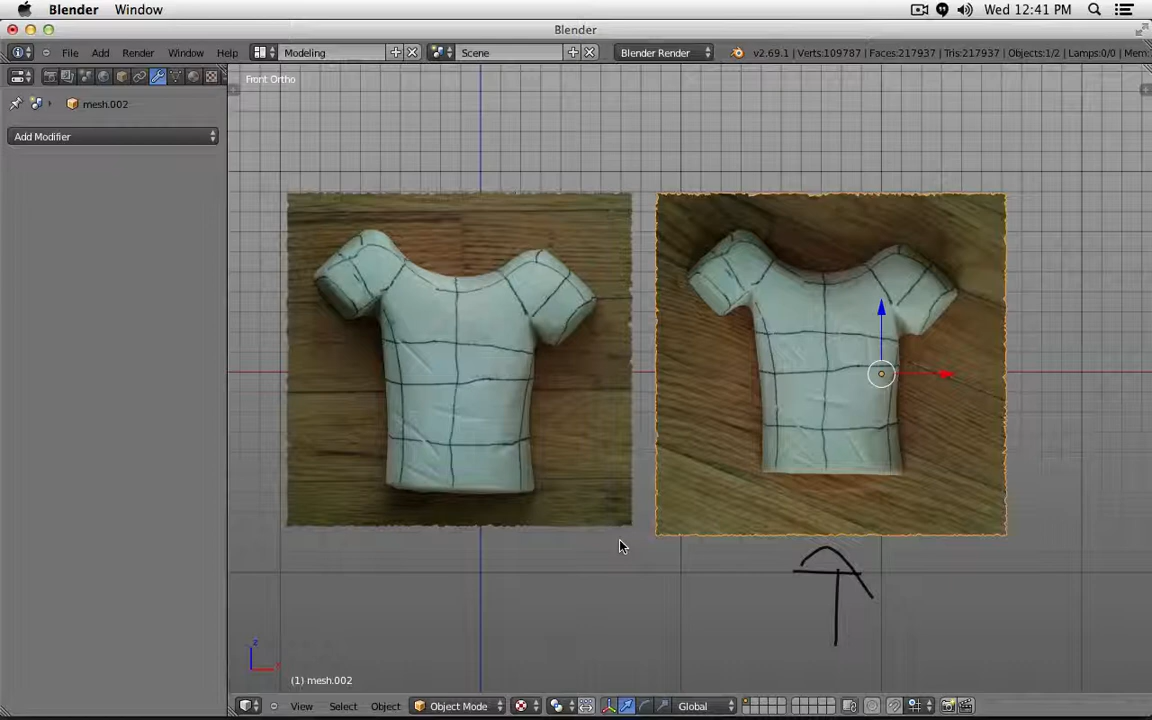 Blender Window Wed 12:41 PM
Blender
File Add Render Window Help Modeling Scene Blender Render v2.69.1 | Verts:109787 | Faces:217937 | Tris:217937 | Objects:1/2 | Lamps:0/0 | Mem
Front Ortho
mesh.002
Add Modifier
z
x
(1) mesh.002
View Select Object Object Mode Global